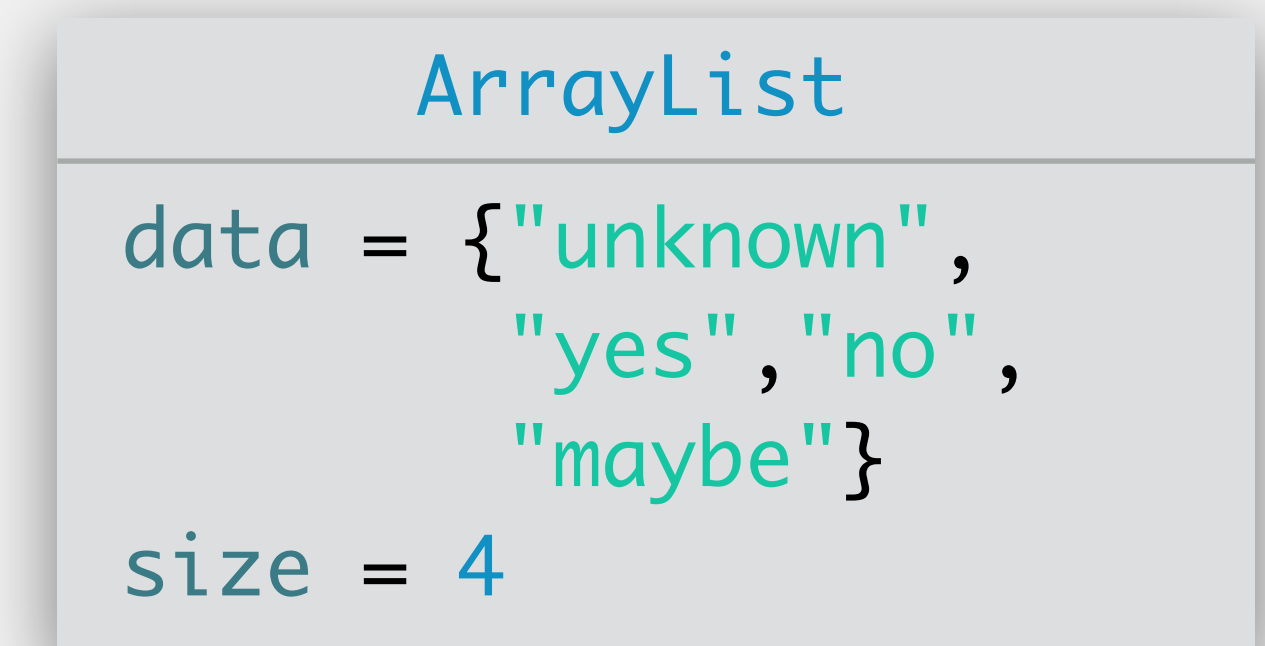 ArrayList
data = {"unknown",
"yes","no",
"maybe"}
size = 4